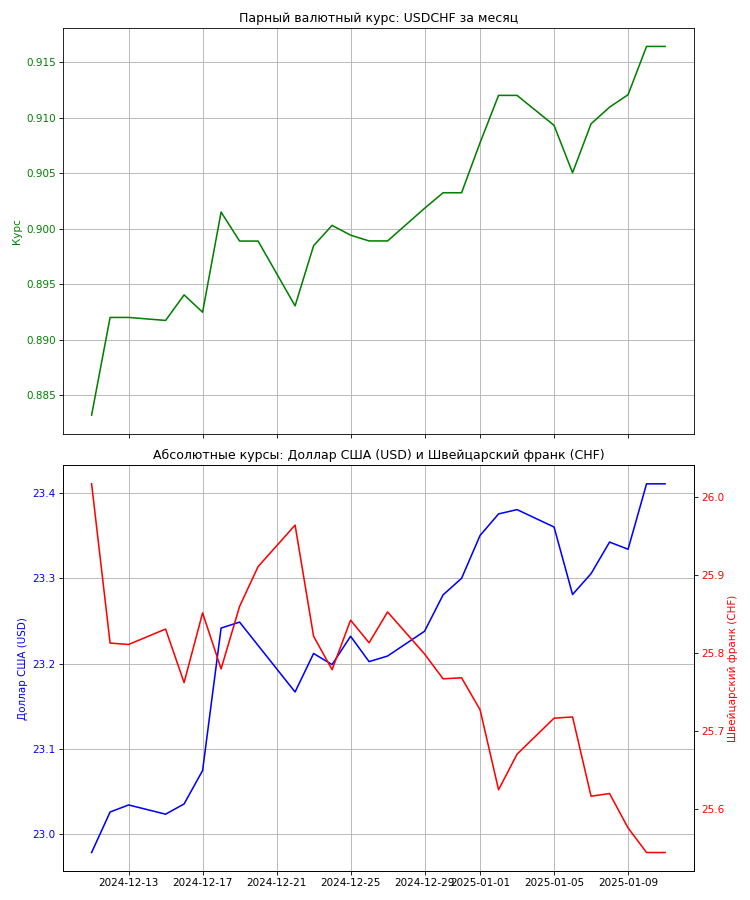 Парный валютный курс: USDCHF за месяц
Курс
0.915
0.910
0.905
0.900
0.895
0.890
0.885
Абсолютные курсы: Доллар США (USD) и Швейцарский франк (CHF)
Доллар США (USD)
23.4
23.3
23.2
23.1
23.0
26.0
25.9
25.8
25.7
25.6
Швейцарский франк (CHF)
2024-12-13 2024-12-17 2024-12-21 2024-12-25 2024-12-29 2025-01-01 2025-01-05 2025-01-09